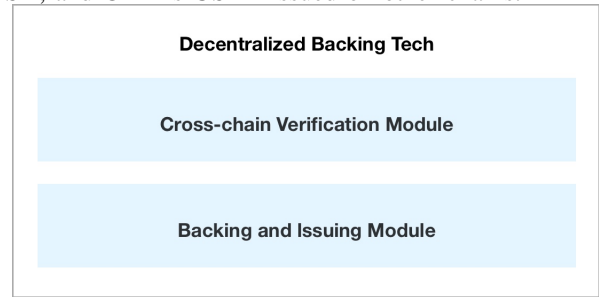 Decentralized Backing Tech
Cross-chain Verification Module
Backing and Issuing Module